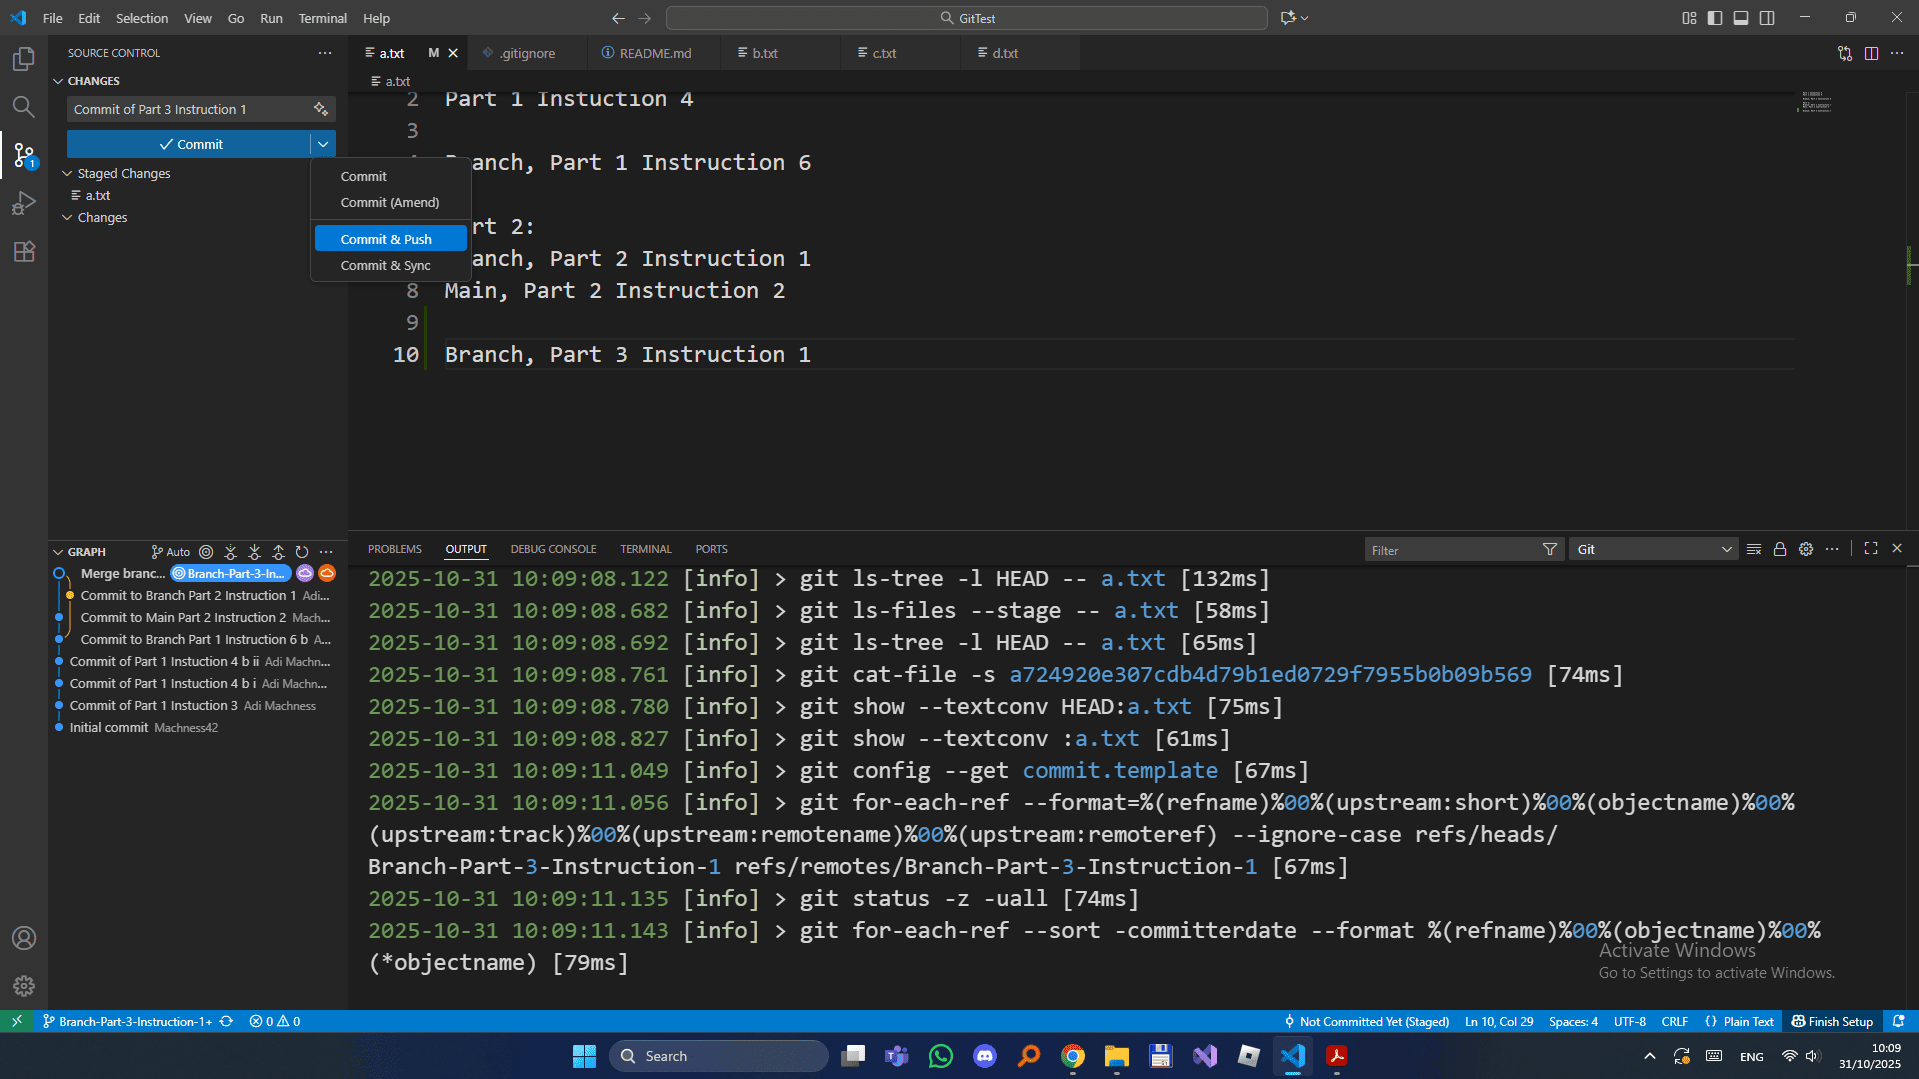 File Edit Selection View Go Run Terminal Help
GitTest
SOURCE CONTROL
CHANGES
Commit of Part 3 Instruction 1
Commit
Staged Changes
a.txt
Changes
1
Commit
Commit (Amend)
Commit & Push
Commit & Sync
a.txt M .gitignore README.md b.txt c.txt d.txt
a.txt
2 Part 1 Instuction 4
3
anch, Part 1 Instruction 6
rt 2:
anch, Part 2 Instruction 1
8 Main, Part 2 Instruction 2
9
10 Branch, Part 3 Instruction 1
GRAPH Auto
Merge branc... Branch-Part-3-In...
Commit to Branch Part 2 Instruction 1 Adi...
Commit to Main Part 2 Instruction 2 Mach...
Commit to Branch Part 1 Instruction 6 b A...
Commit of Part 1 Instuction 4 b ii Adi Machn...
Commit of Part 1 Instuction 4 b i Adi Machn...
Commit of Part 1 Instuction 3 Adi Machness
Initial commit Machness42
PROBLEMS OUTPUT DEBUG CONSOLE TERMINAL PORTS Filter Git
2025-10-31 10:09:08.122 [info] > git ls-tree -l HEAD -- a.txt [132ms]
2025-10-31 10:09:08.682 [info] > git ls-files --stage -- a.txt [58ms]
2025-10-31 10:09:08.692 [info] > git ls-tree -l HEAD -- a.txt [65ms]
2025-10-31 10:09:08.761 [info] > git cat-file -s a724920e307cdb4d79b1ed0729f7955b0b09b569 [74ms]
2025-10-31 10:09:08.780 [info] > git show --textconv HEAD:a.txt [75ms]
2025-10-31 10:09:08.827 [info] > git show --textconv :a.txt [61ms]
2025-10-31 10:09:11.049 [info] > git config --get commit.template [67ms]
2025-10-31 10:09:11.056 [info] > git for-each-ref --format=%(refname)%00%(upstream:short)%00%(objectname)%00%
(upstream:track)%00%(upstream:remotename)%00%(upstream:remoteref) --ignore-case refs/heads/
Branch-Part-3-Instruction-1 refs/remotes/Branch-Part-3-Instruction-1 [67ms]
2025-10-31 10:09:11.135 [info] > git status -z -uall [74ms]
2025-10-31 10:09:11.143 [info] > git for-each-ref --sort -committerdate --format %(refname)%00%(objectname)%00%
(*objectname) [79ms]
Activate Windows
Go to Settings to activate Windows.
Branch-Part-3-Instruction-1+ 0 0 Not Committed Yet (Staged) Ln 10, Col 29 Spaces: 4 UTF-8 CRLF {} Plain Text Finish Setup
Search ENG 10:09
31/10/2025